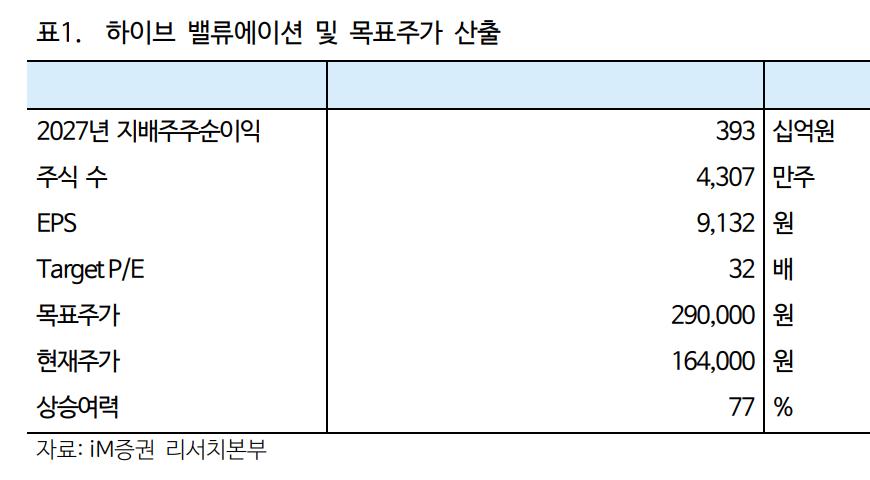 표1. 하이브 밸류에이션 및 목표주가 산출
2027년 지배주주순이익 393 십억원
주식 수 4,307 만주
EPS 9,132 원
Target P/E 32 배
목표주가 290,000 원
현재주가 164,000 원
상승여력 77 %
자료: iM증권 리서치본부